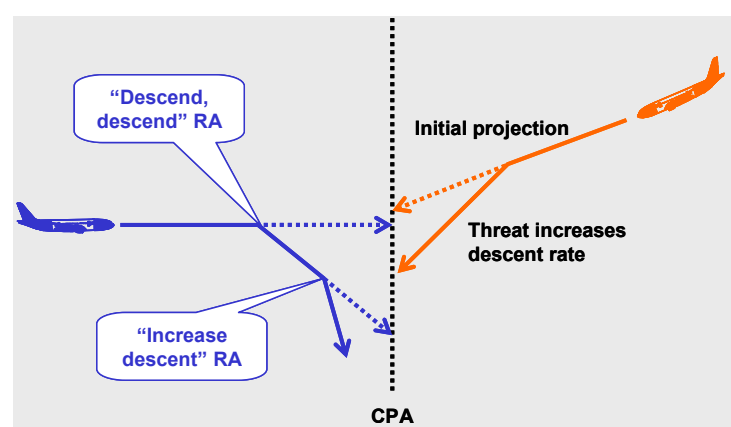 “Descend,
descend” RA
Initial projection
Threat increases
descent rate
“Increase
descent” RA
CPA